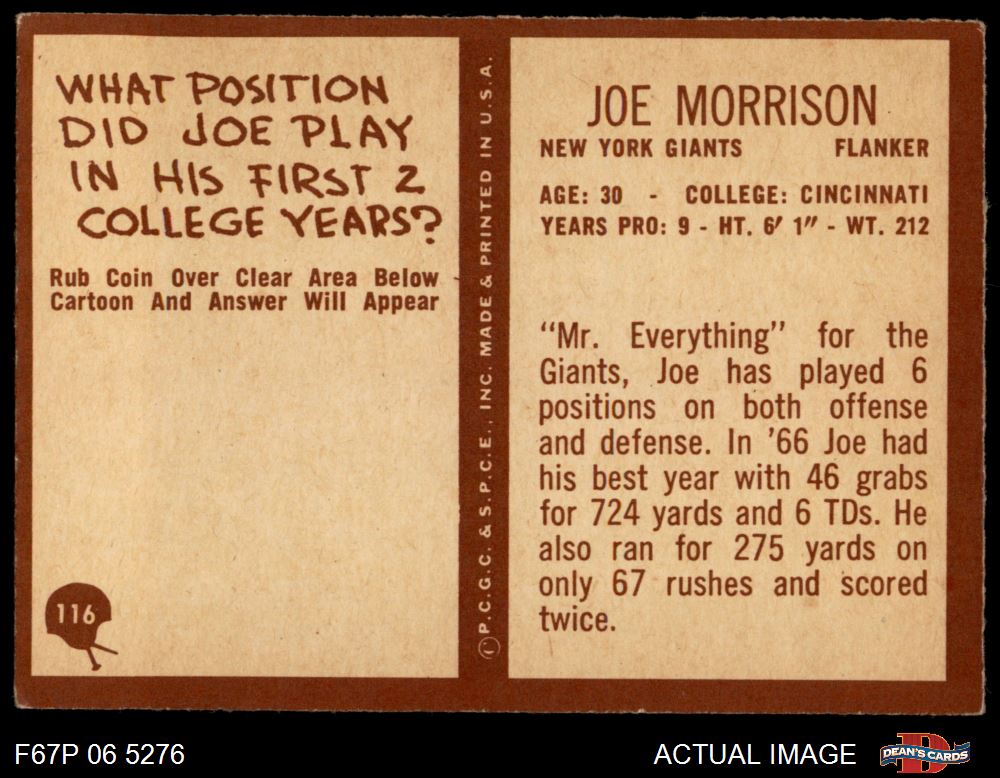 WHAT POSITION
DID JOE PLAY
IN HIS FIRST 2
COLLEGE YEARS?
Rub Coin Over Clear Area Below
Cartoon And Answer Will Appear
116
© P.C.G.C. & S.P.C.E., INC. MADE & PRINTED IN U.S.A.
JOE MORRISON
NEW YORK GIANTS FLANKER
AGE: 30 - COLLEGE: CINCINNATI
YEARS PRO: 9 - HT. 6' 1" - WT. 212
"Mr. Everything" for the
Giants, Joe has played 6
positions on both offense
and defense. In '66 Joe had
his best year with 46 grabs
for 724 yards and 6 TDs. He
also ran for 275 yards on
only 67 rushes and scored
twice.
F67P 06 5276
ACTUAL IMAGE
DEAN'S CARDS